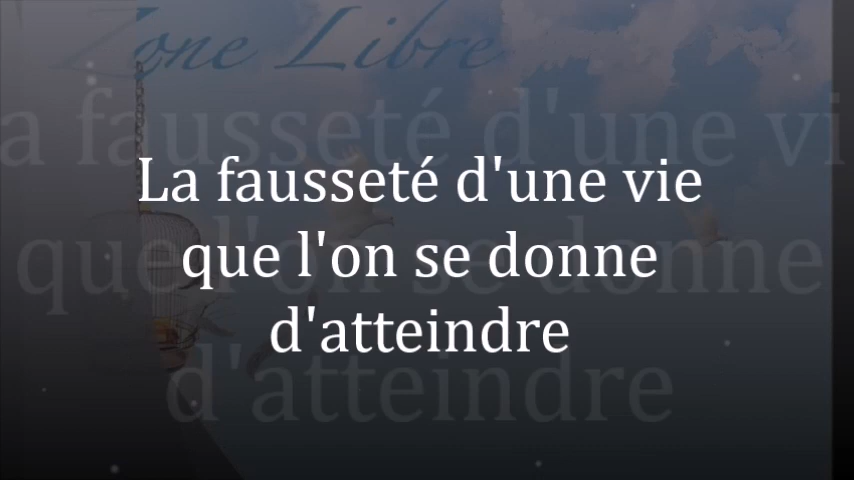 Zone Libre
La fausseté d'une vie
que l'on se donne
d'atteindre